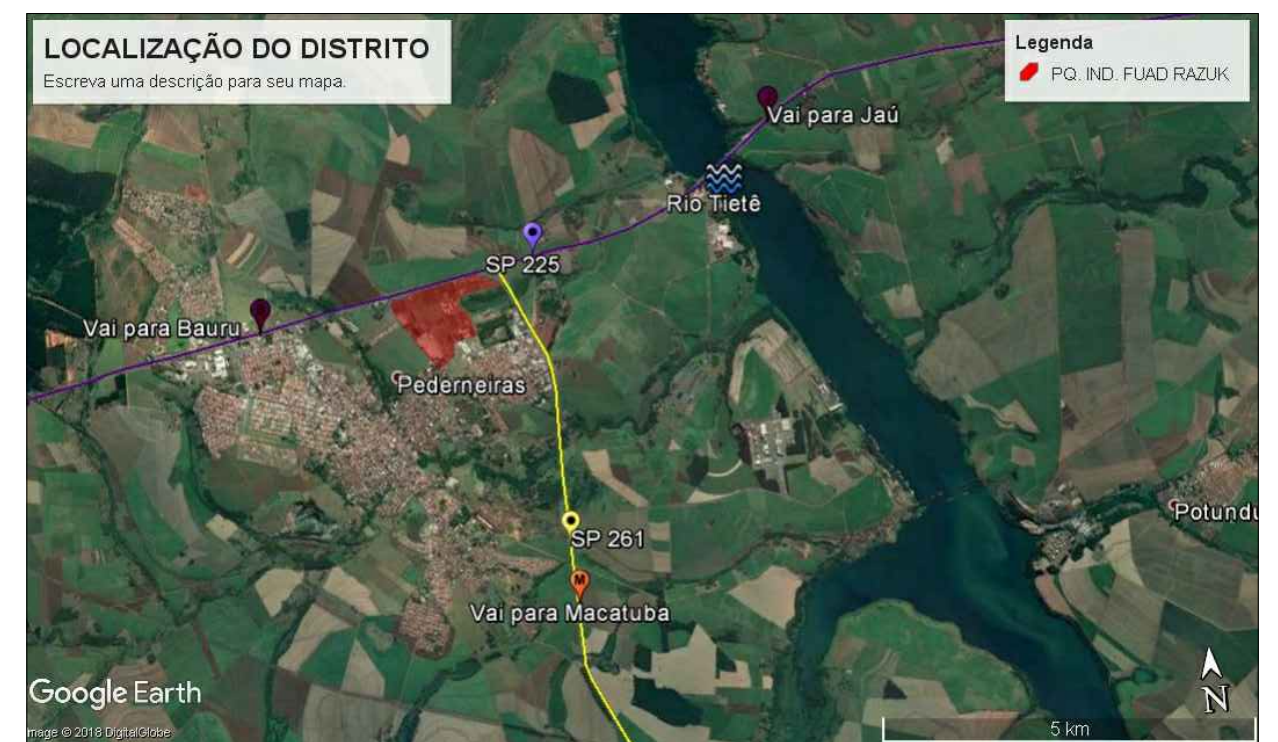 LOCALIZAÇÃO DO DISTRITO
Escreva uma descrição para seu mapa.
Legenda
PQ. IND. FUAD RAZUK
Vai para Jaú
Rio Tietê
SP 225
Vai para Bauru
Pederneiras
Potundu
SP 261
M
Vai para Macatuba
Google Earth
N
5 km
mage © 2018 DigitalGlobe